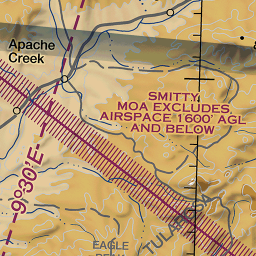 Apache
Creek
SMITTY
MOA EXCLUDES
AIRSPACE 1600' AGL
AND BELOW
9°30'E
EAGLE